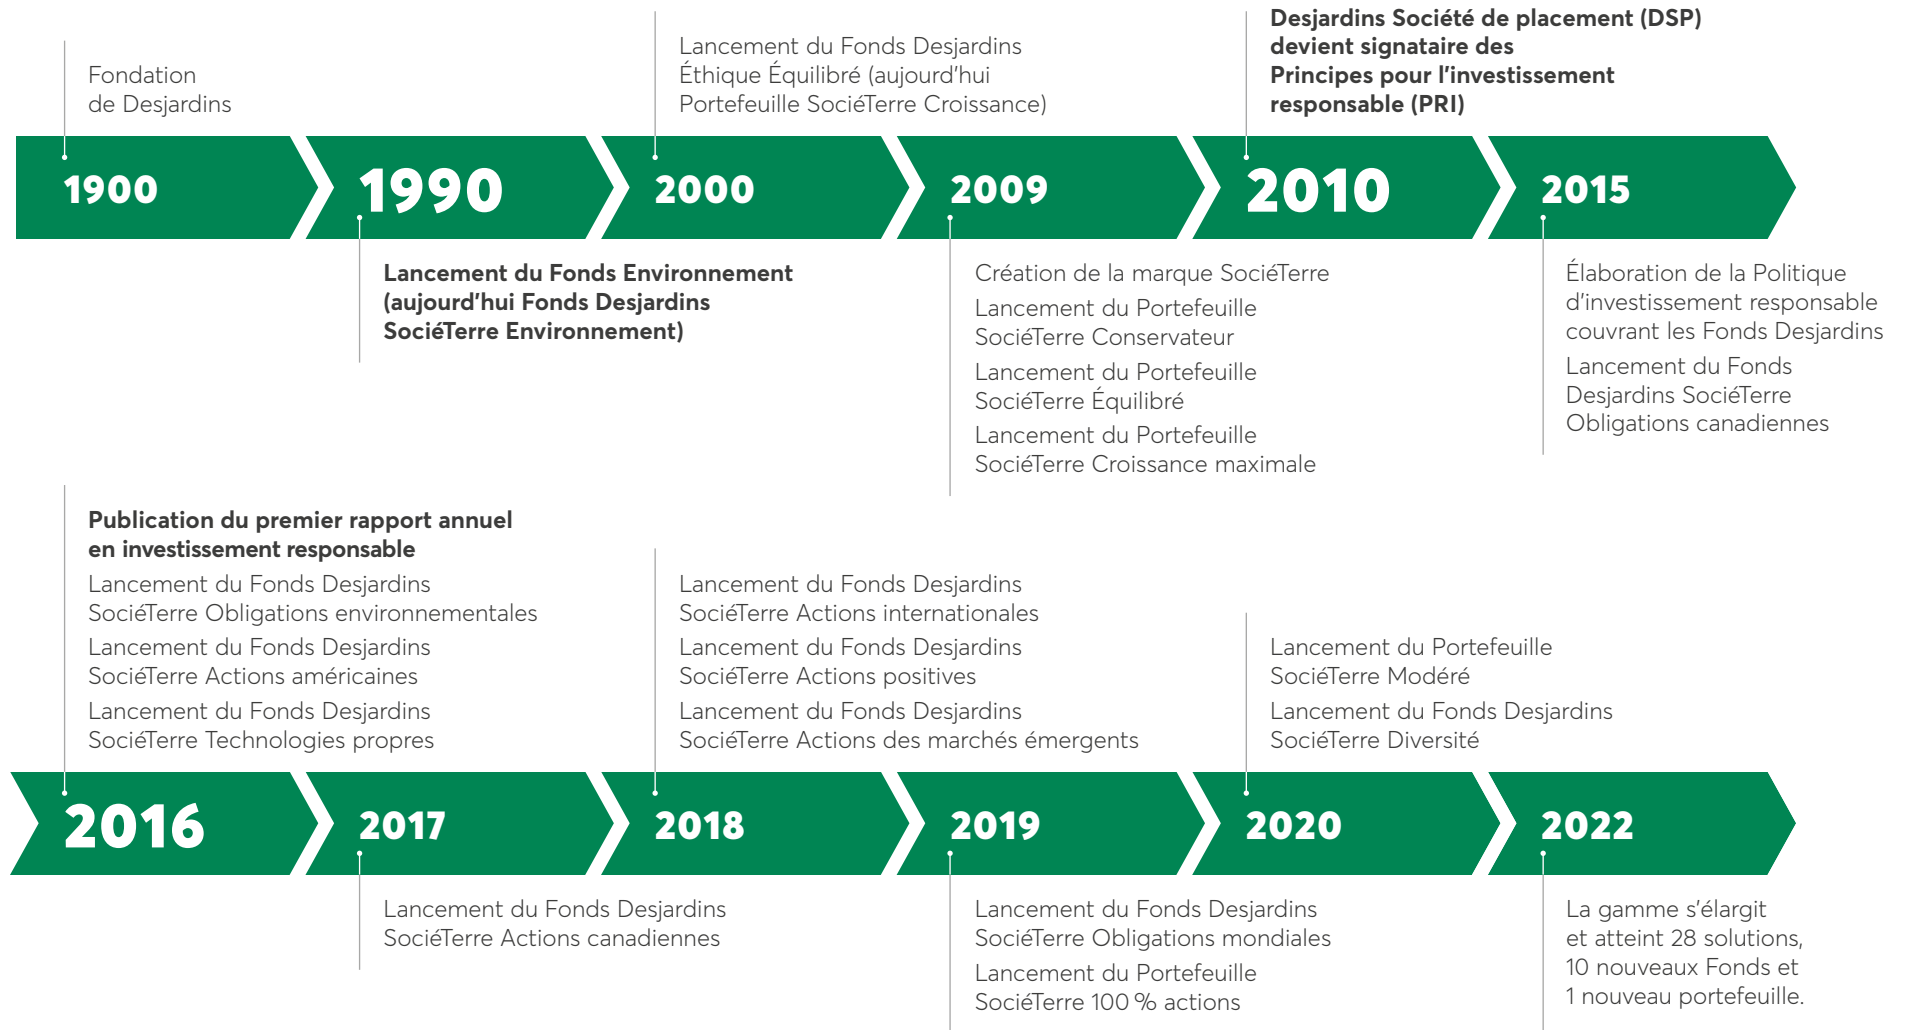 Fondation
de Desjardins
Lancement du Fonds Desjardins
Éthique Équilibré (aujourd'hui
Portefeuille SociéTerre Croissance)
Desjardins Société de placement (DSP)
devient signataire des
Principes pour l'investissement
responsable (PRI)
1900
1990
2000
2009
2010
2015
Lancement du Fonds Environnement
(aujourd'hui Fonds Desjardins
SociéTerre Environnement)
Création de la marque SociéTerre
Lancement du Portefeuille
SociéTerre Conservateur
Lancement du Portefeuille
SociéTerre Équilibré
Lancement du Portefeuille
SociéTerre Croissance maximale
Élaboration de la Politique
d'investissement responsable
couvrant les Fonds Desjardins
Lancement du Fonds
Desjardins SociéTerre
Obligations canadiennes
Publication du premier rapport annuel
en investissement responsable
Lancement du Fonds Desjardins
SociéTerre Obligations environnementales
Lancement du Fonds Desjardins
SociéTerre Actions américaines
Lancement du Fonds Desjardins
SociéTerre Technologies propres
Lancement du Fonds Desjardins
SociéTerre Actions internationales
Lancement du Fonds Desjardins
SociéTerre Actions positives
Lancement du Fonds Desjardins
SociéTerre Actions des marchés émergents
Lancement du Portefeuille
SociéTerre Modéré
Lancement du Fonds Desjardins
SociéTerre Diversité
2016
2017
2018
2019
2020
2022
Lancement du Fonds Desjardins
SociéTerre Actions canadiennes
Lancement du Fonds Desjardins
SociéTerre Obligations mondiales
Lancement du Portefeuille
SociéTerre 100 % actions
La gamme s'élargit
et atteint 28 solutions,
10 nouveaux Fonds et
1 nouveau portefeuille.